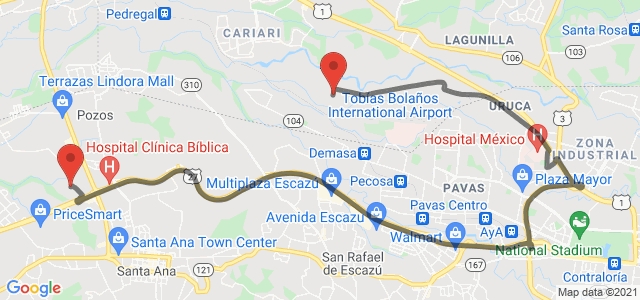 Pedregal
CARIARI
3
Santa Rosa
LAGUNILLA
106
103
Terrazas Lindora Mall
310
Tobías Bolaños
International Airport
URUCA
Pozos
104
3
Hospital México
ZONA
INDUSTRIAL
Hospital Clínica Bíblica
Demasa
27
Multiplaza Escazú
Pecosa
PAVAS
Plaza Mayor
1
PriceSmart
Avenida Escazú
Pavas Centro
AyA
Santa Ana Town Center
Walmart
National Stadium
San Rafael
de Escazú
Santa Ana
121
167
Contraloría
Google
Map data ©2021